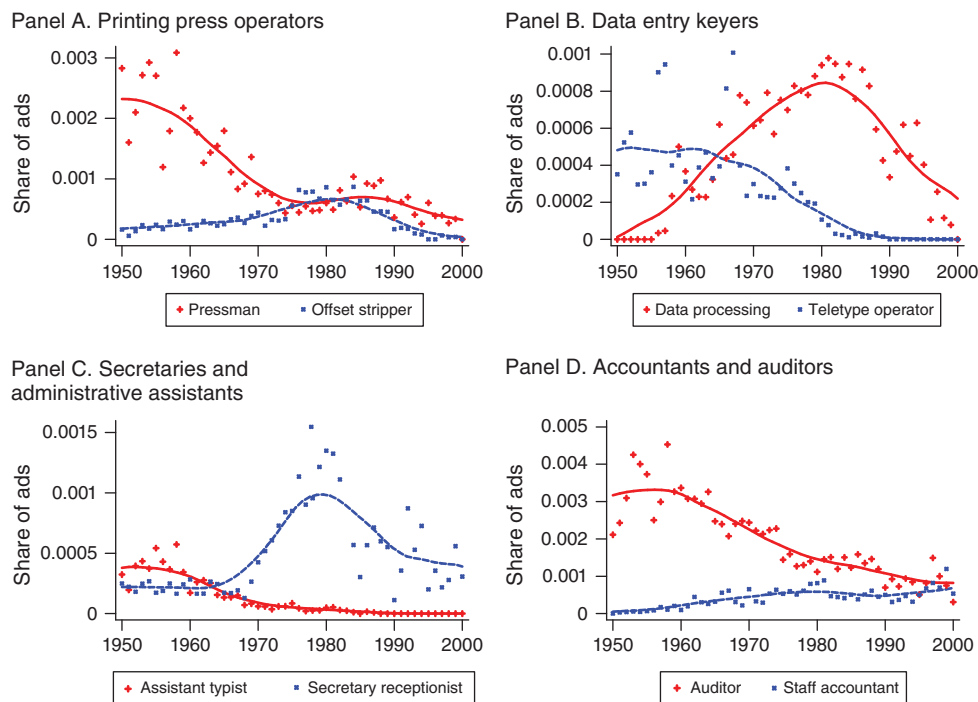 Panel A. Printing press operators
Share of ads
0.003
0.002
0.001
0
1950 1960 1970 1980 1990 2000
Pressman Offset stripper
Panel B. Data entry keyers
Share of ads
0.001
0.0008
0.0006
0.0004
0.0002
0
1950 1960 1970 1980 1990 2000
Data processing Teletype operator
Panel C. Secretaries and
administrative assistants
Share of ads
0.0015
0.001
0.0005
0
1950 1960 1970 1980 1990 2000
Assistant typist Secretary receptionist
Panel D. Accountants and auditors
Share of ads
0.005
0.004
0.003
0.002
0.001
0
1950 1960 1970 1980 1990 2000
Auditor Staff accountant